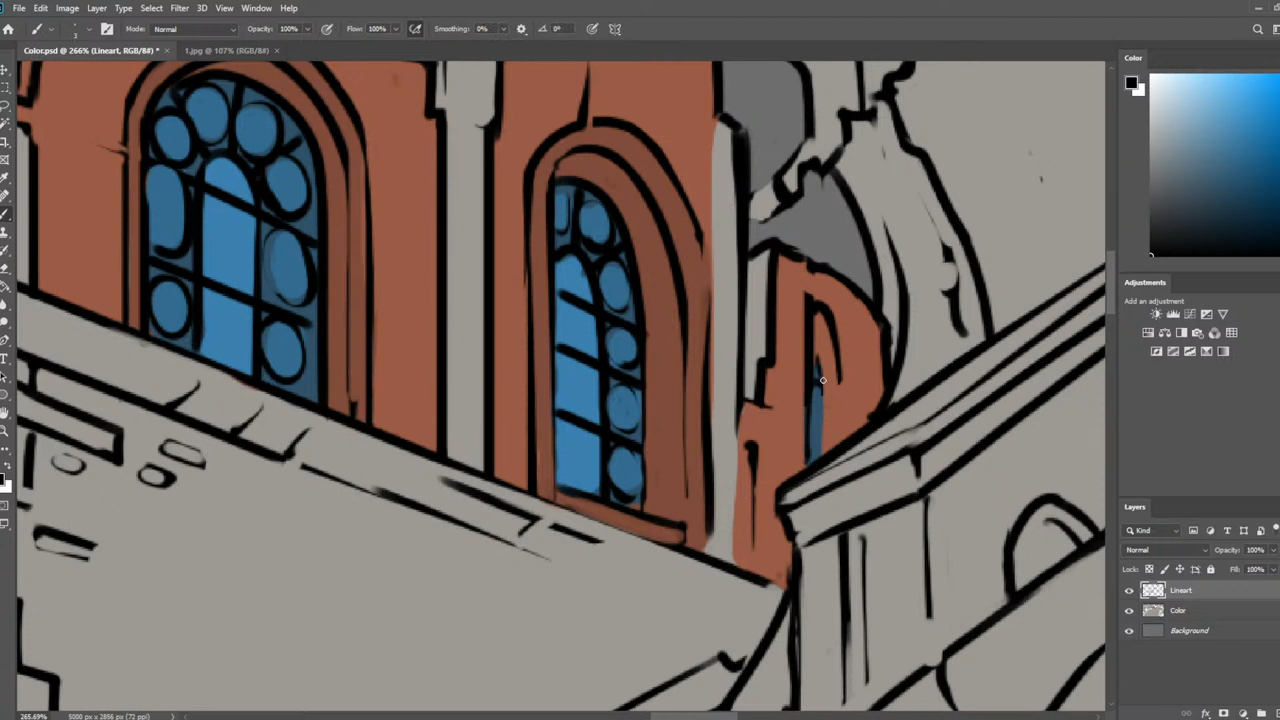 File Edit Image Layer Type Select Filter 3D View Window Help
3 Mode: Normal Opacity: 100% Flow: 100% Smoothing: 0% 0°
Color.psd @ 266% (Lineart, RGB/8#) * × 1.jpg @ 107% (RGB/8#) ×
Color
Adjustments
Add an adjustment
Layers
Kind
Normal Opacity: 100%
Lock: Fill: 100%
Lineart
Color
Background
265.69% 5000 px x 2856 px (72 ppi)